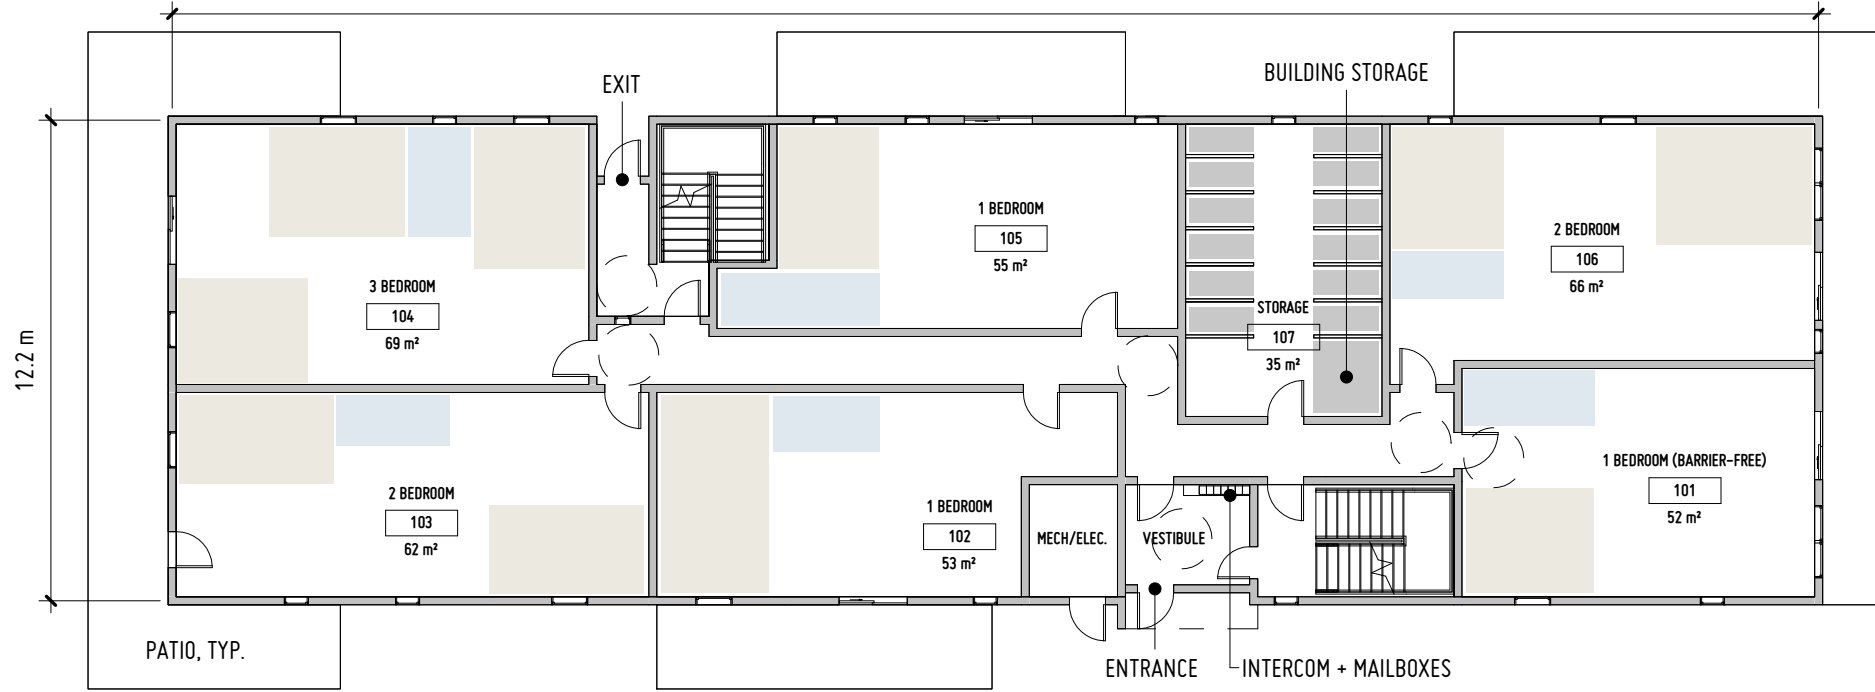 EXIT
BUILDING STORAGE
1 BEDROOM
105
55 m²
2 BEDROOM
106
66 m²
3 BEDROOM
104
69 m²
STORAGE
107
35 m²
12.2 m
1 BEDROOM (BARRIER-FREE)
101
52 m²
2 BEDROOM
103
62 m²
1 BEDROOM
102
53 m²
MECH/ELEC.
VESTIBULE
PATIO, TYP.
ENTRANCE
INTERCOM + MAILBOXES